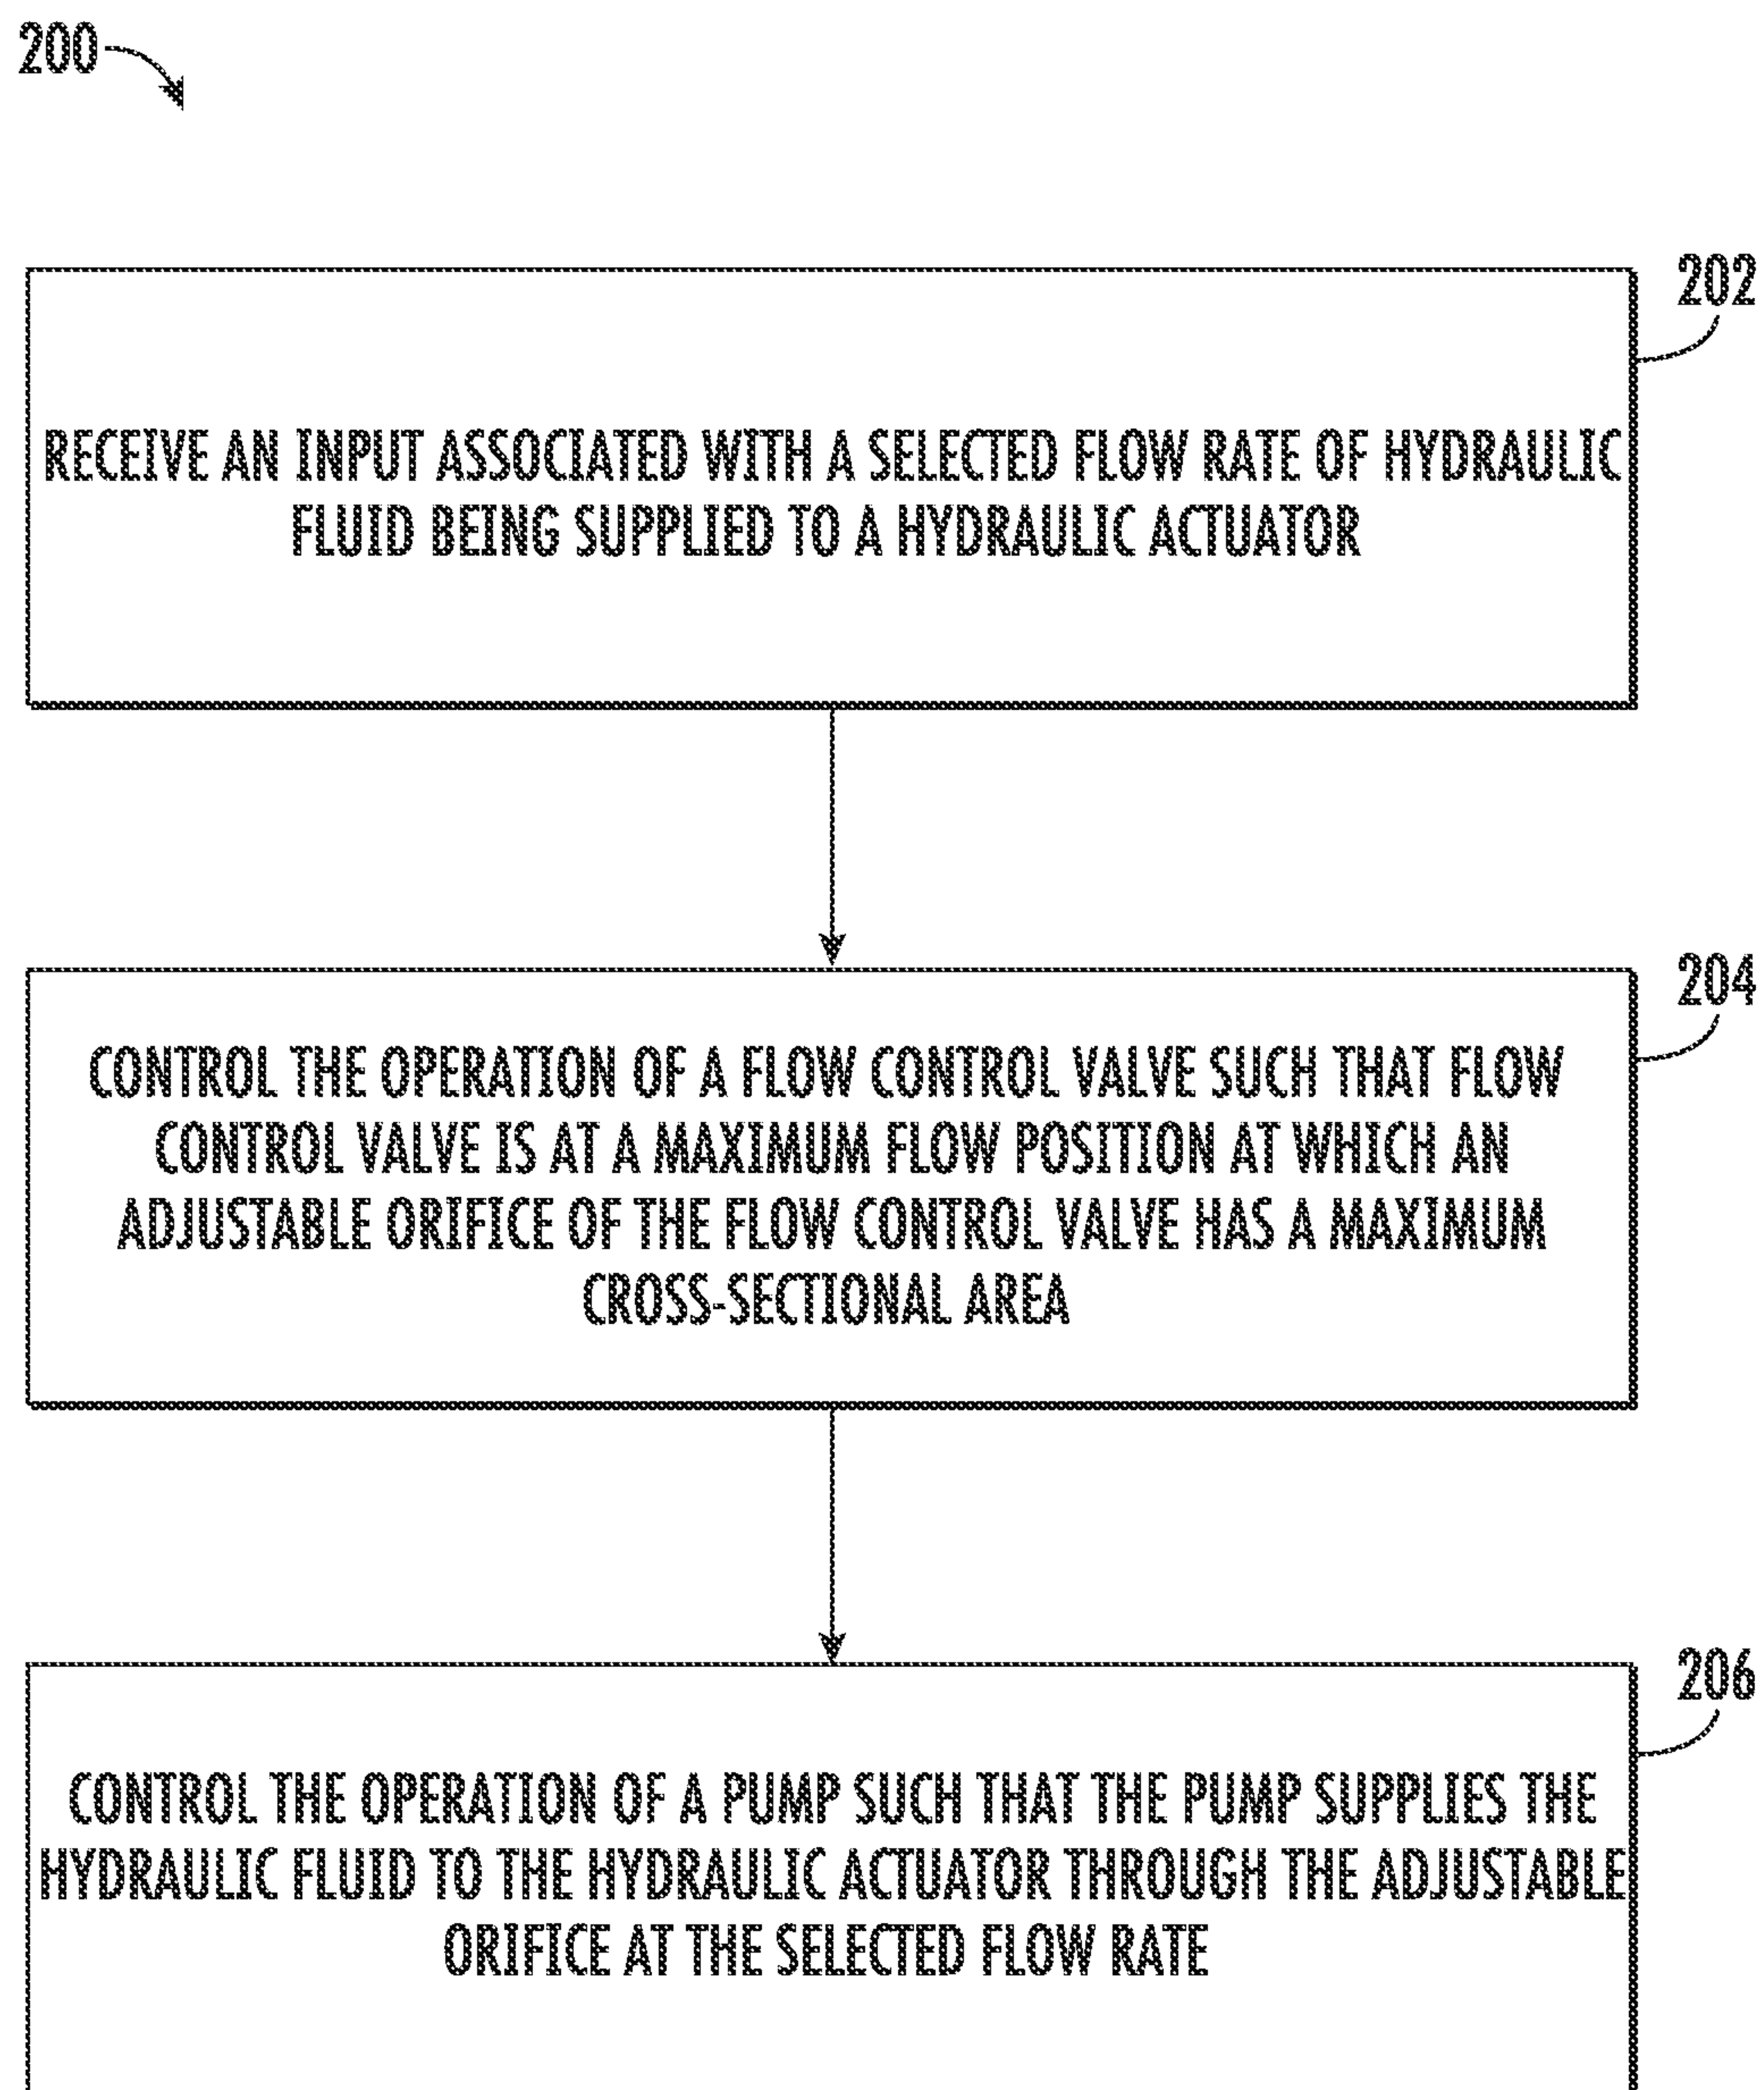 200
202
RECEIVE AN INPUT ASSOCIATED WITH A SELECTED FLOW RATE OF HYDRAULIC
FLUID BEING SUPPLIED TO A HYDRAULIC ACTUATOR
204
CONTROL THE OPERATION OF A FLOW CONTROL VALVE SUCH THAT FLOW
CONTROL VALVE IS AT A MAXIMUM FLOW POSITION AT WHICH AN
ADJUSTABLE ORIFICE OF THE FLOW CONTROL VALVE HAS A MAXIMUM
CROSS-SECTIONAL AREA
206
CONTROL THE OPERATION OF A PUMP SUCH THAT THE PUMP SUPPLIES THE
HYDRAULIC FLUID TO THE HYDRAULIC ACTUATOR THROUGH THE ADJUSTABLE
ORIFICE AT THE SELECTED FLOW RATE